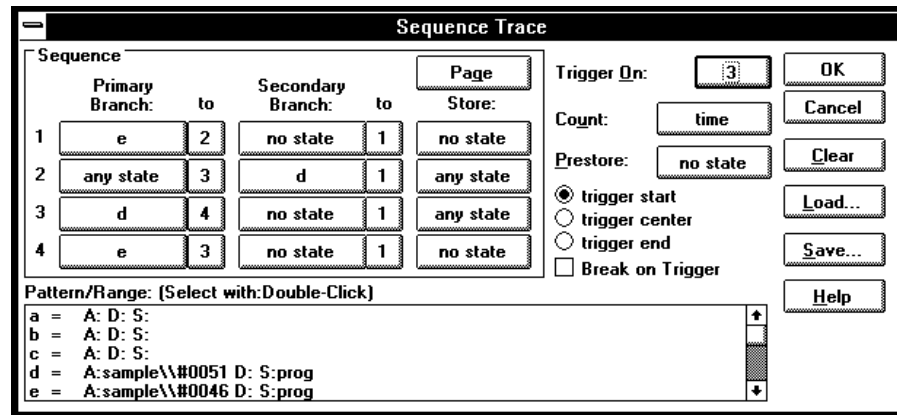 Sequence Trace
Sequence
Page
Primary Branch: to Secondary Branch: to Store:
1 e 2 no state 1 no state
2 any state 3 d 1 any state
3 d 4 no state 1 any state
4 e 3 no state 1 no state
Trigger On: 3
Count: time
Prestore: no state
trigger start
trigger center
trigger end
Break on Trigger
OK
Cancel
Clear
Load...
Save...
Help
Pattern/Range: (Select with:Double-Click)
a = A: D: S:
b = A: D: S:
c = A: D: S:
d = A:sample\\#0051 D: S:prog
e = A:sample\\#0046 D: S:prog